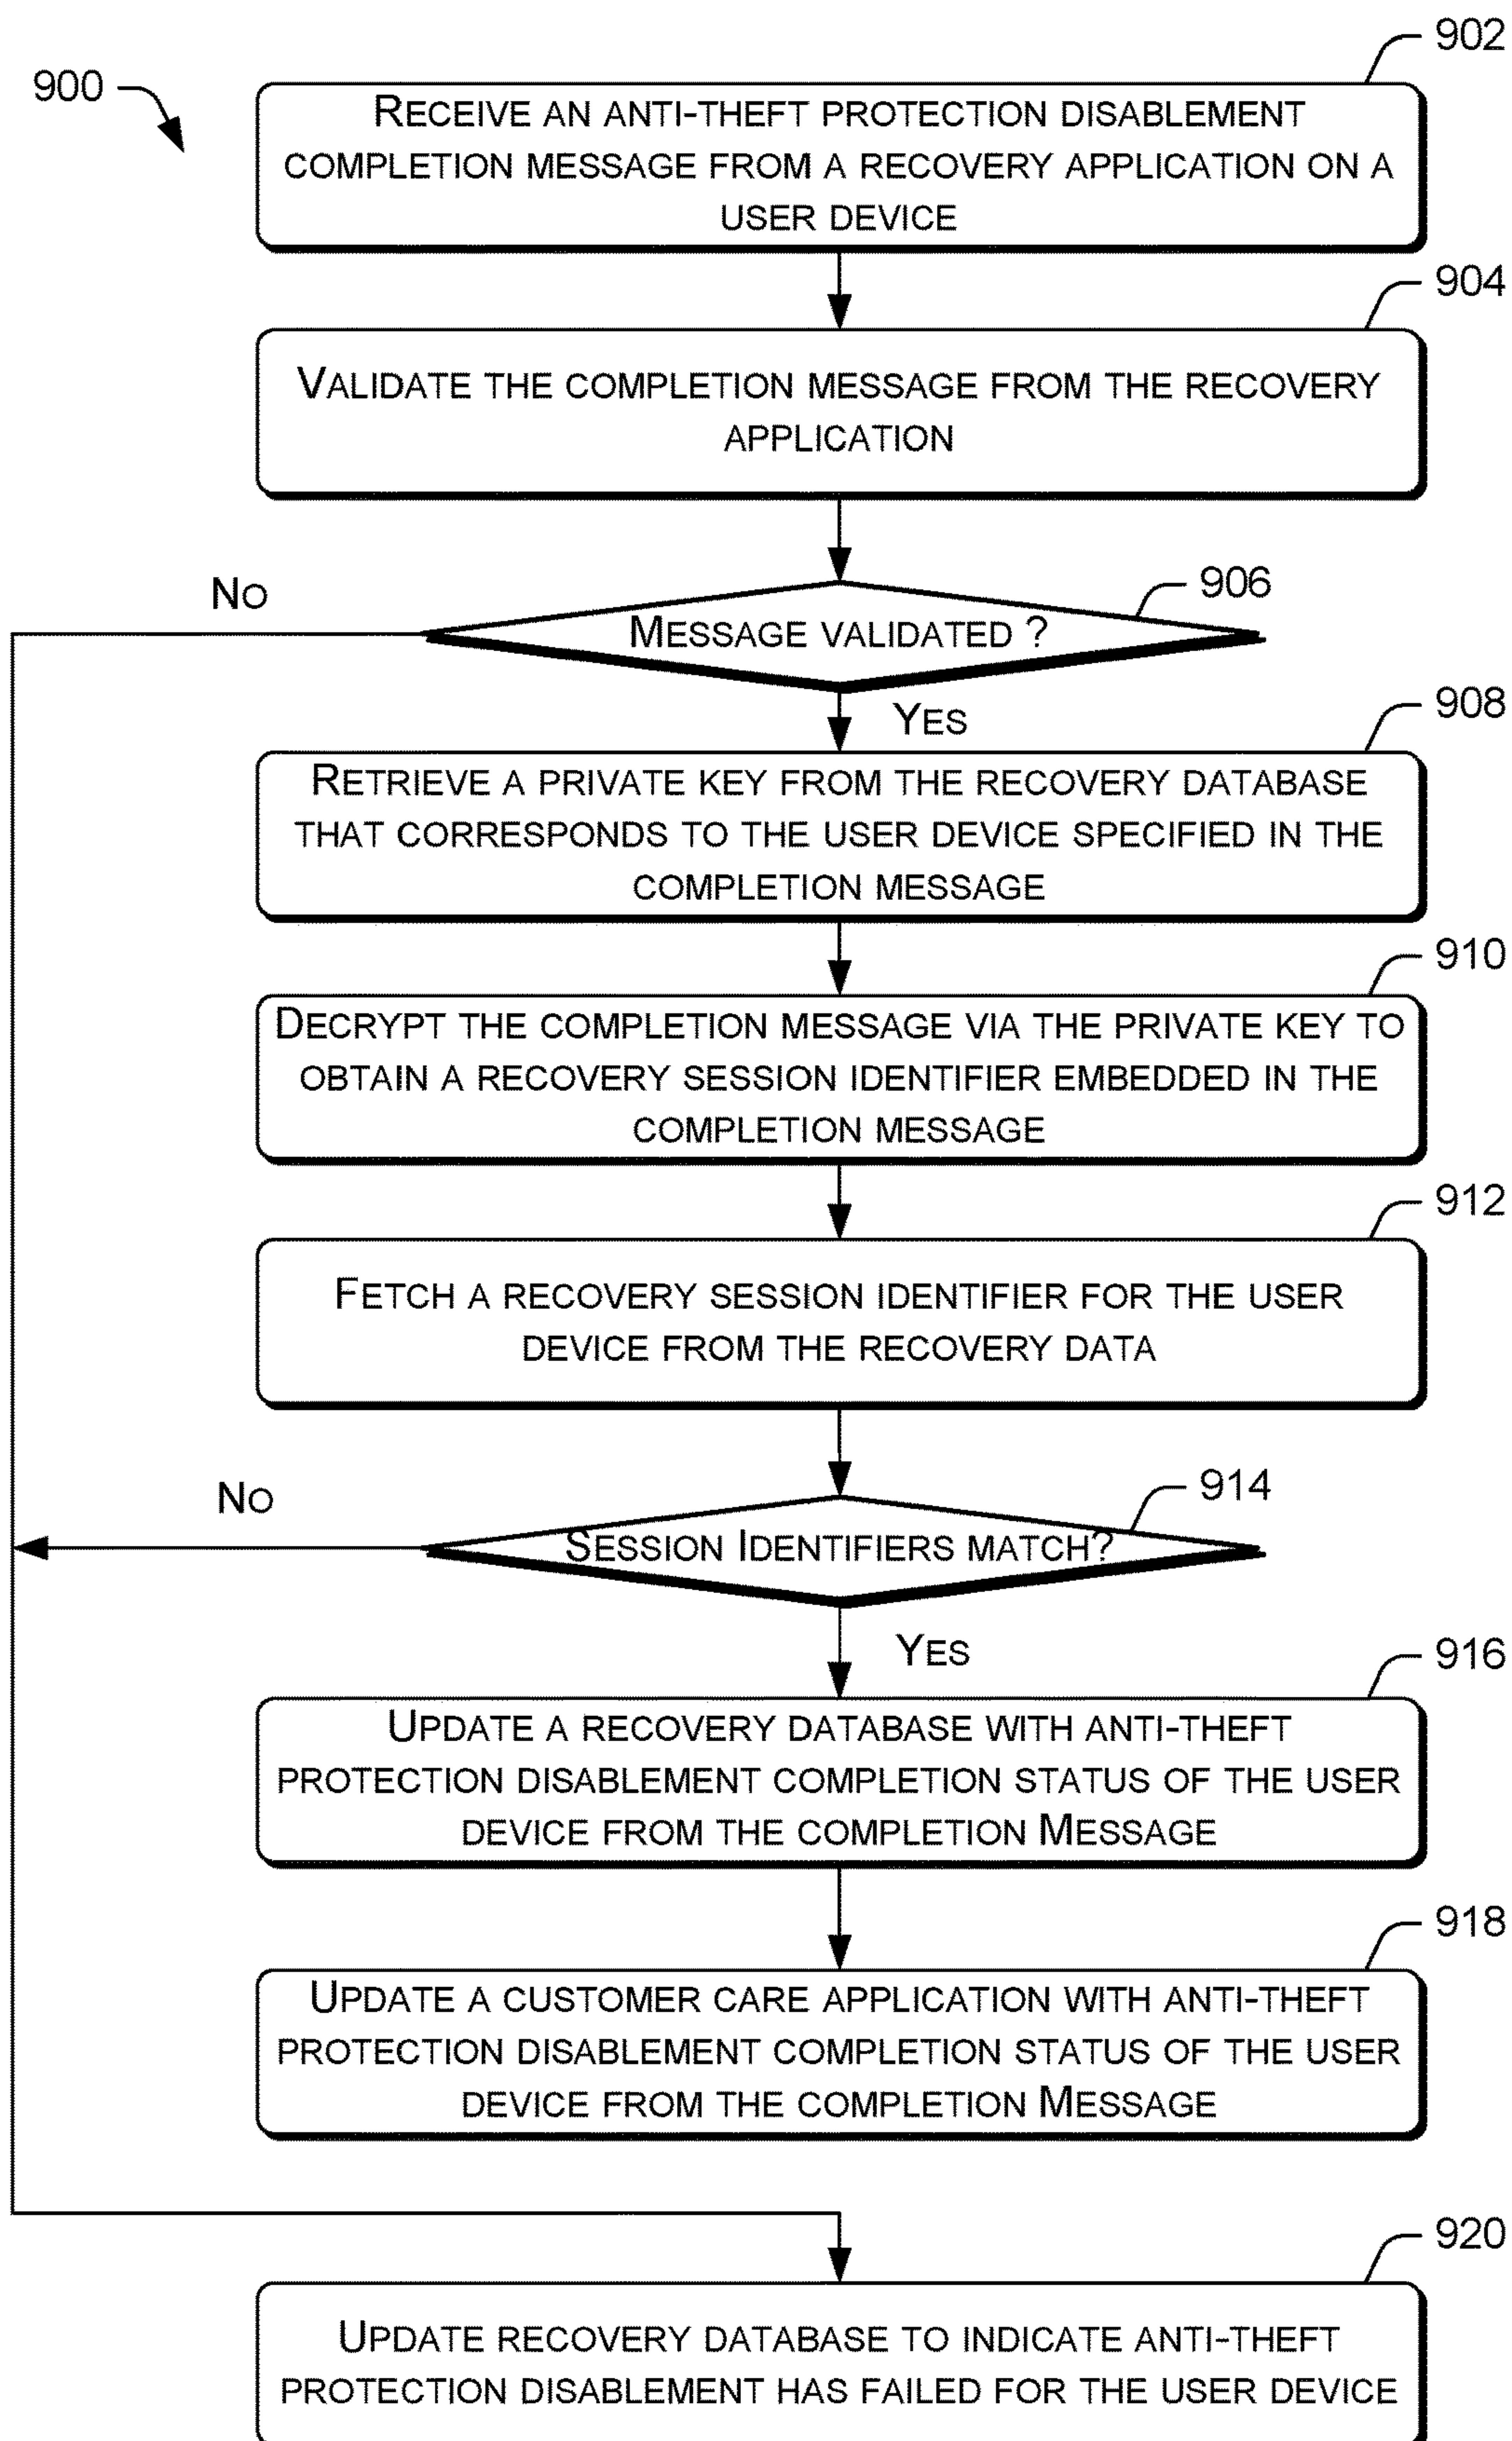 902
900
RECEIVE AN ANTI-THEFT PROTECTION DISABLEMENT
COMPLETION MESSAGE FROM A RECOVERY APPLICATION ON A
USER DEVICE
904
VALIDATE THE COMPLETION MESSAGE FROM THE RECOVERY
APPLICATION
906
NO
MESSAGE VALIDATED ?
YES
908
RETRIEVE A PRIVATE KEY FROM THE RECOVERY DATABASE
THAT CORRESPONDS TO THE USER DEVICE SPECIFIED IN THE
COMPLETION MESSAGE
910
DECRYPT THE COMPLETION MESSAGE VIA THE PRIVATE KEY TO
OBTAIN A RECOVERY SESSION IDENTIFIER EMBEDDED IN THE
COMPLETION MESSAGE
912
FETCH A RECOVERY SESSION IDENTIFIER FOR THE USER
DEVICE FROM THE RECOVERY DATA
914
NO
SESSION IDENTIFIERS MATCH?
YES
916
UPDATE A RECOVERY DATABASE WITH ANTI-THEFT
PROTECTION DISABLEMENT COMPLETION STATUS OF THE USER
DEVICE FROM THE COMPLETION MESSAGE
918
UPDATE A CUSTOMER CARE APPLICATION WITH ANTI-THEFT
PROTECTION DISABLEMENT COMPLETION STATUS OF THE USER
DEVICE FROM THE COMPLETION MESSAGE
920
UPDATE RECOVERY DATABASE TO INDICATE ANTI-THEFT
PROTECTION DISABLEMENT HAS FAILED FOR THE USER DEVICE